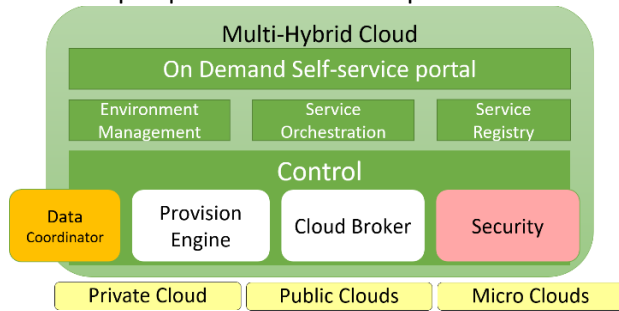 Multi-Hybrid Cloud
On Demand Self-service portal
Environment
Management
Service
Orchestration
Service
Registry
Control
Data
Coordinator
Provision
Engine
Cloud Broker
Security
Private Cloud
Public Clouds
Micro Clouds